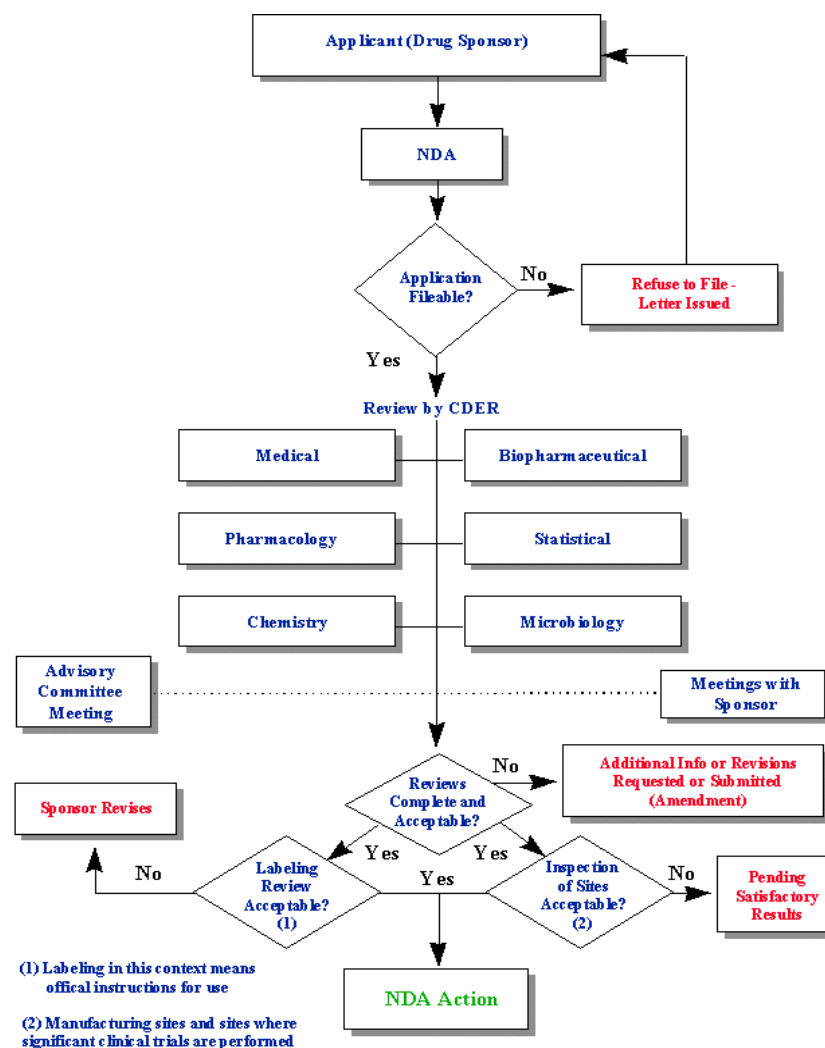 Applicant (Drug Sponsor)
NDA
Application
Fileable?
No
Refuse to File -
Letter Issued
Yes
Review by CDER
Medical
Biopharmaceutical
Pharmacology
Statistical
Chemistry
Microbiology
Advisory
Committee
Meeting
Meetings with
Sponsor
Reviews
Complete and
Acceptable?
No
Additional Info or Revisions
Requested or Submitted
(Amendment)
Sponsor Revises
Yes
Yes
No
Labeling
Review
Acceptable?
(1)
Yes
Inspection
of Sites
Acceptable?
(2)
No
Pending
Satisfactory
Results
NDA Action
(1) Labeling in this context means
offical instructions for use
(2) Manufacturing sites and sites where
significant clinical trials are performed